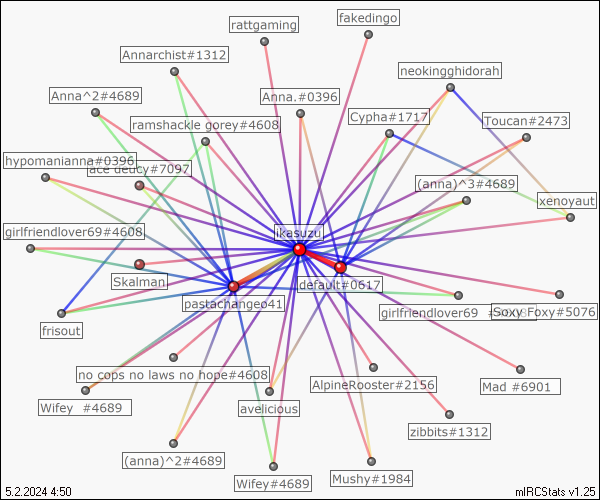 rattgaming
fakedingo
Annarchist#1312
neokingghidorah
Anna^2#4689
Anna.#0396
Cypha#1717
Toucan#2473
ramshackle gorey#4608
hypomanianna#0396
ace deucy#7097
(anna)^3#4689
xenoyaut
girlfriendlover69#4608
ikasuzu
Skalman.
default#0617
pastachangeo41
girlfriendlover69
Soxy Foxy#5076
frisout
no cops no laws no hope#4608
AlpineRooster#2156
Mad #6901
Wifey #4689
avelicious
zibbits#1312
(anna)^2#4689
Wifey#4689
Mushy#1984
5.2.2024 4:50
mIRCStats v1.25